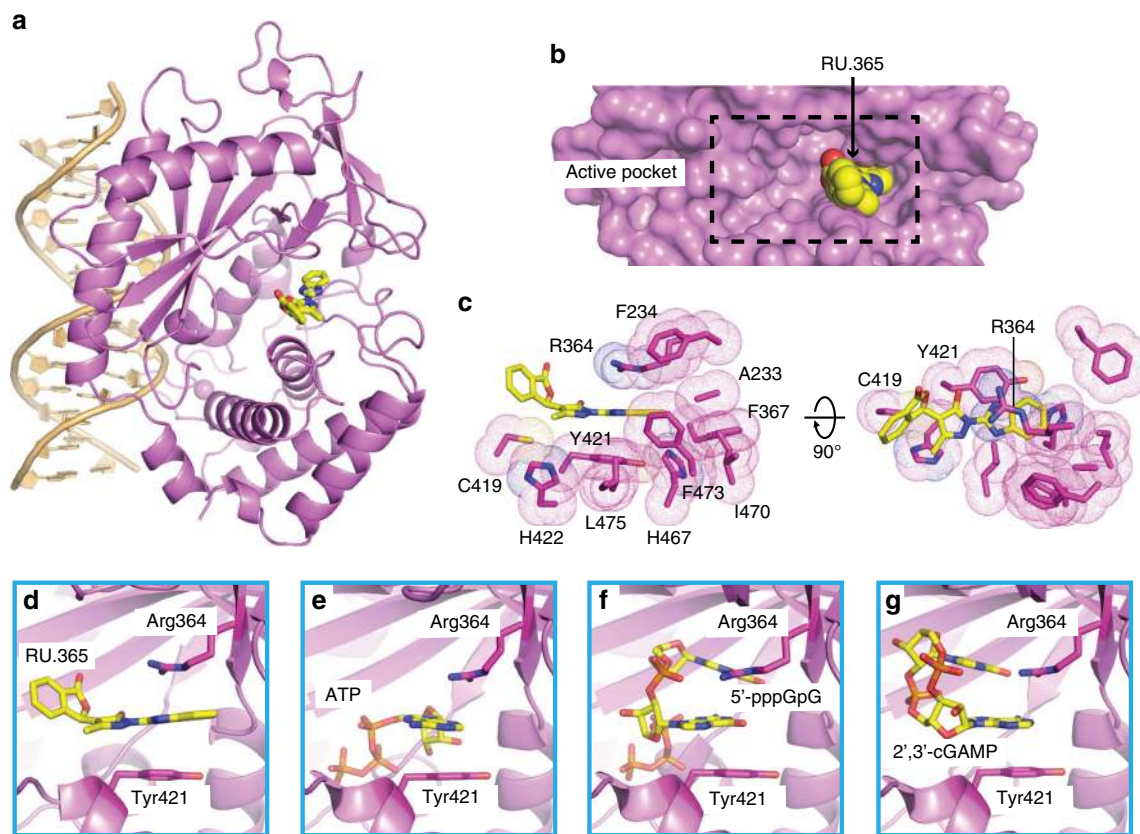 a
b
RU.365
Active pocket
c
F234
R364
A233
F367
Y421
C419
F473
I470
L475
H422
H467
90°
R364
Y421
C419
d
Arg364
RU.365
Tyr421
e
Arg364
ATP
Tyr421
f
Arg364
5'-pppGpG
Tyr421
g
Arg364
2',3'-cGAMP
Tyr421